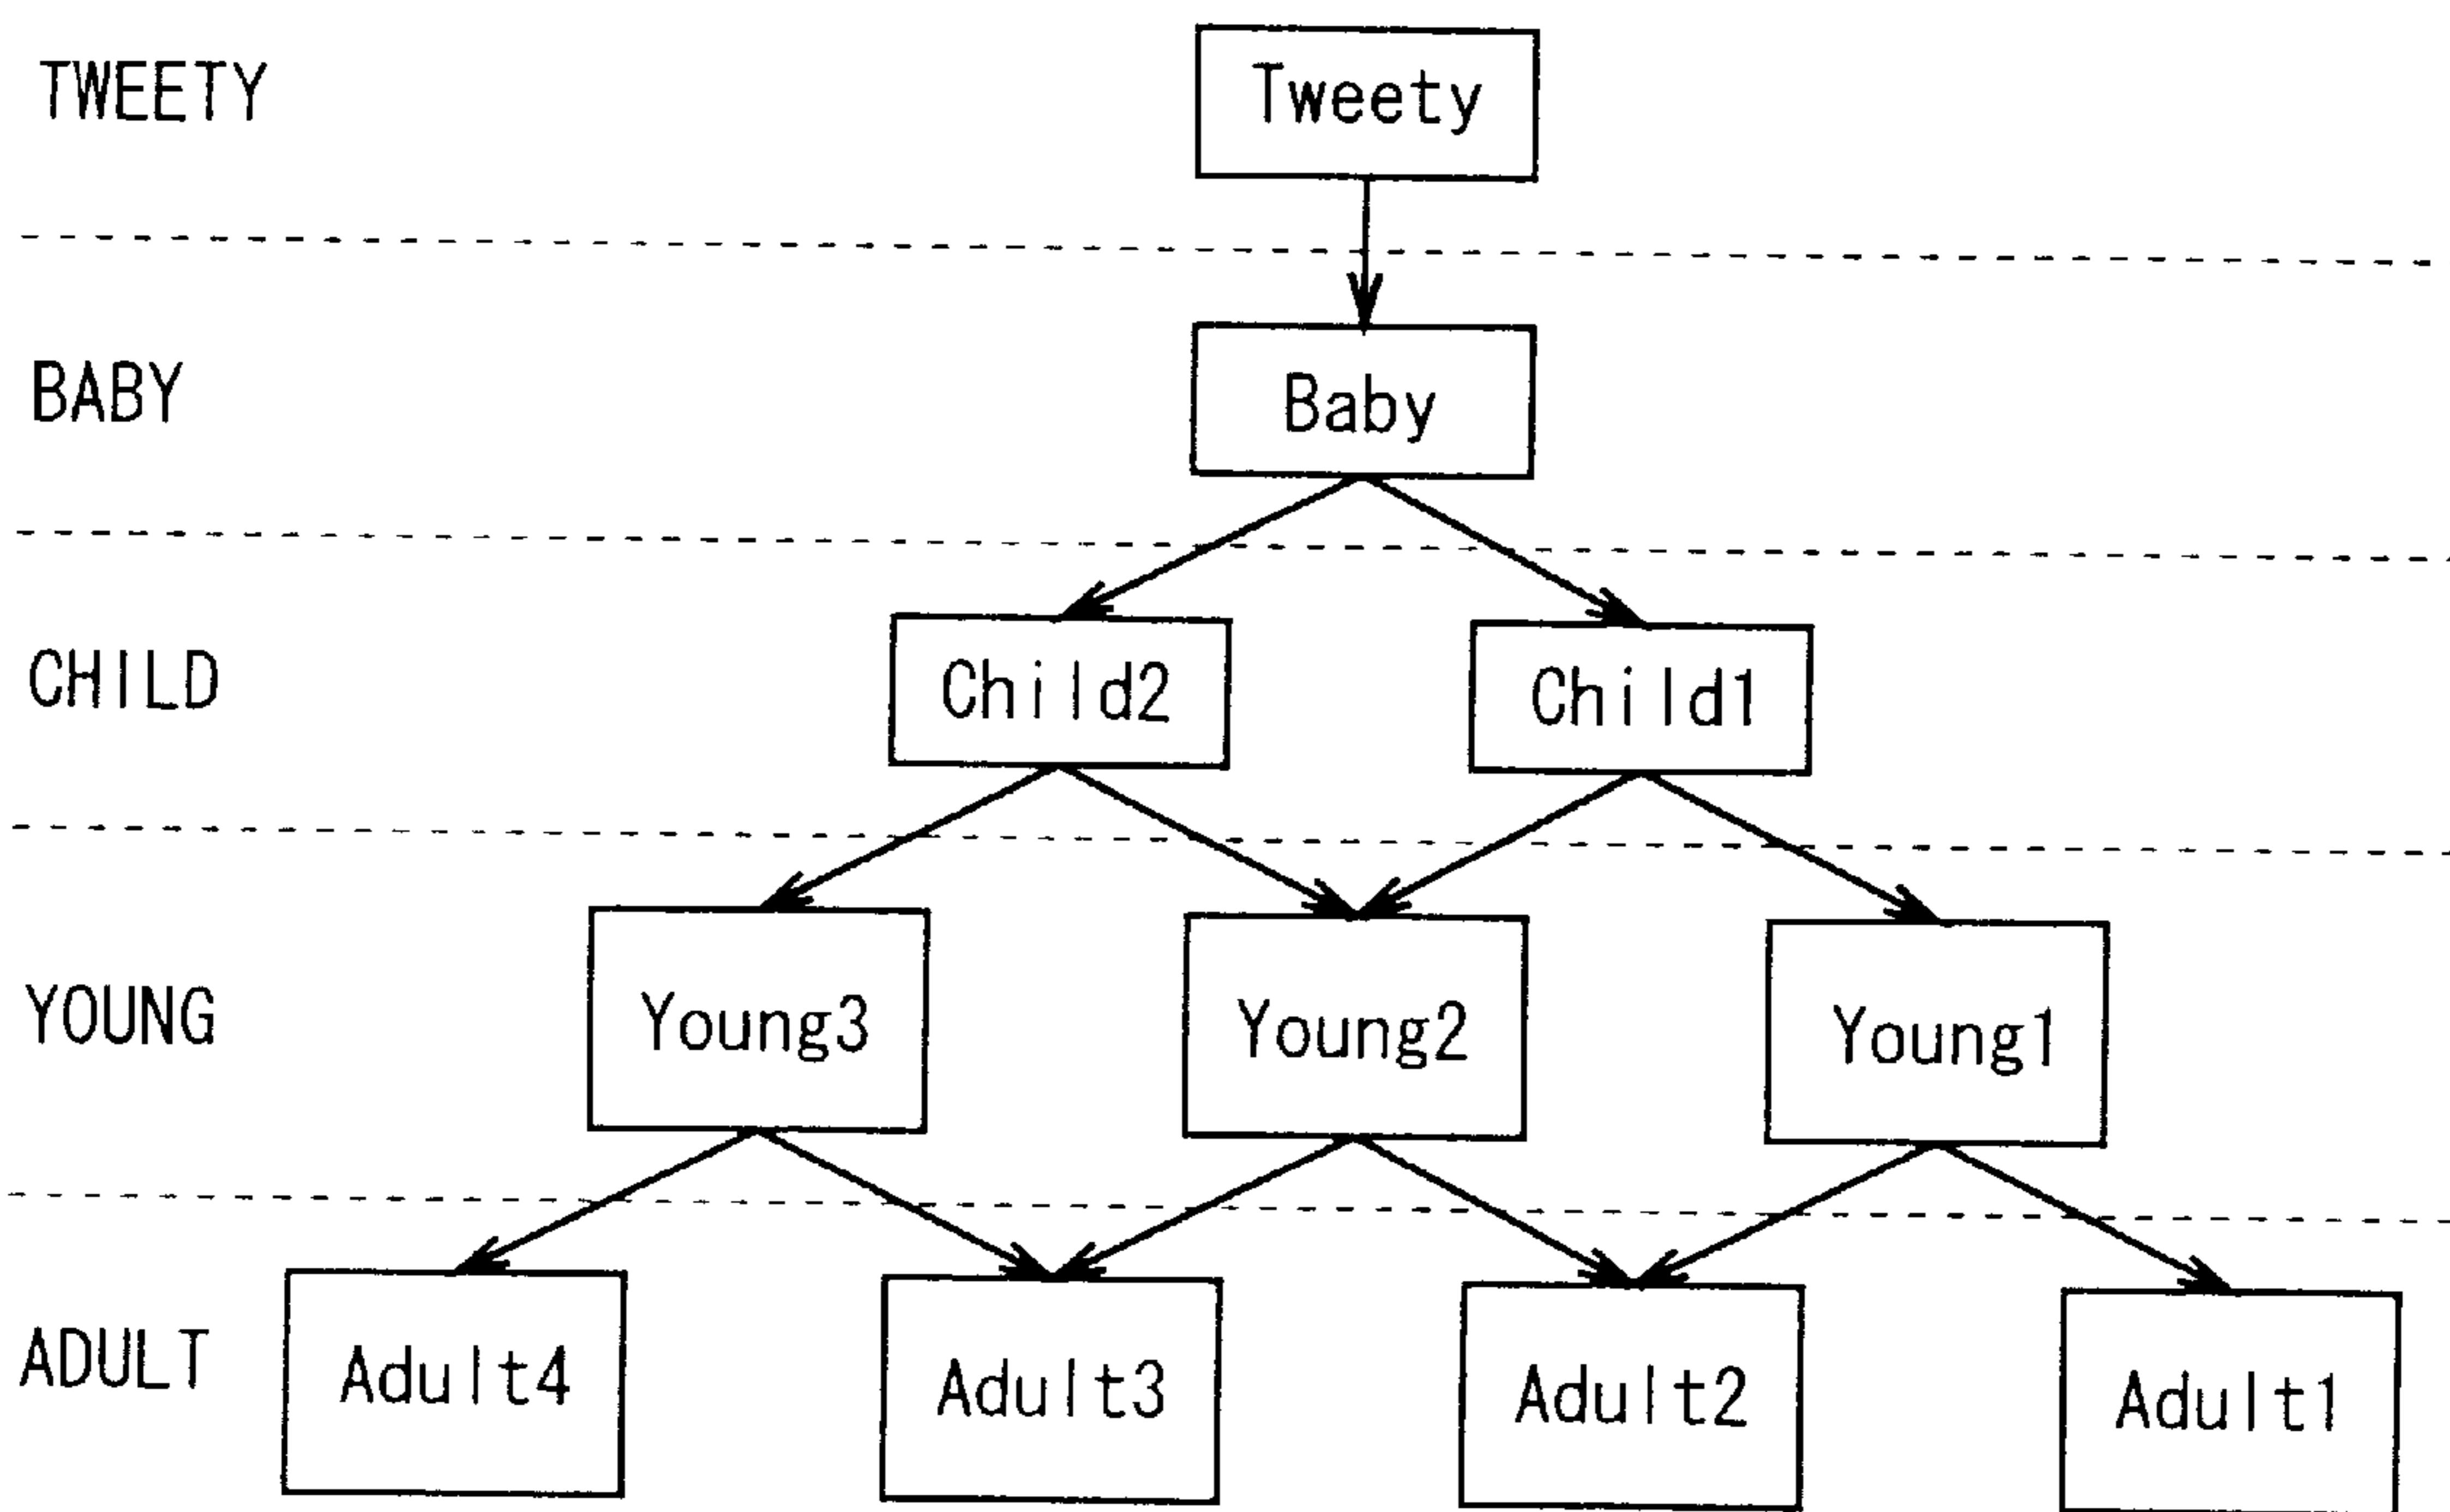 TWEETY Tweety
BABY Baby
CHILD Child2 Child1
YOUNG Young3 Young2 Young1
ADULT Adult4 Adult3 Adult2 Adult1